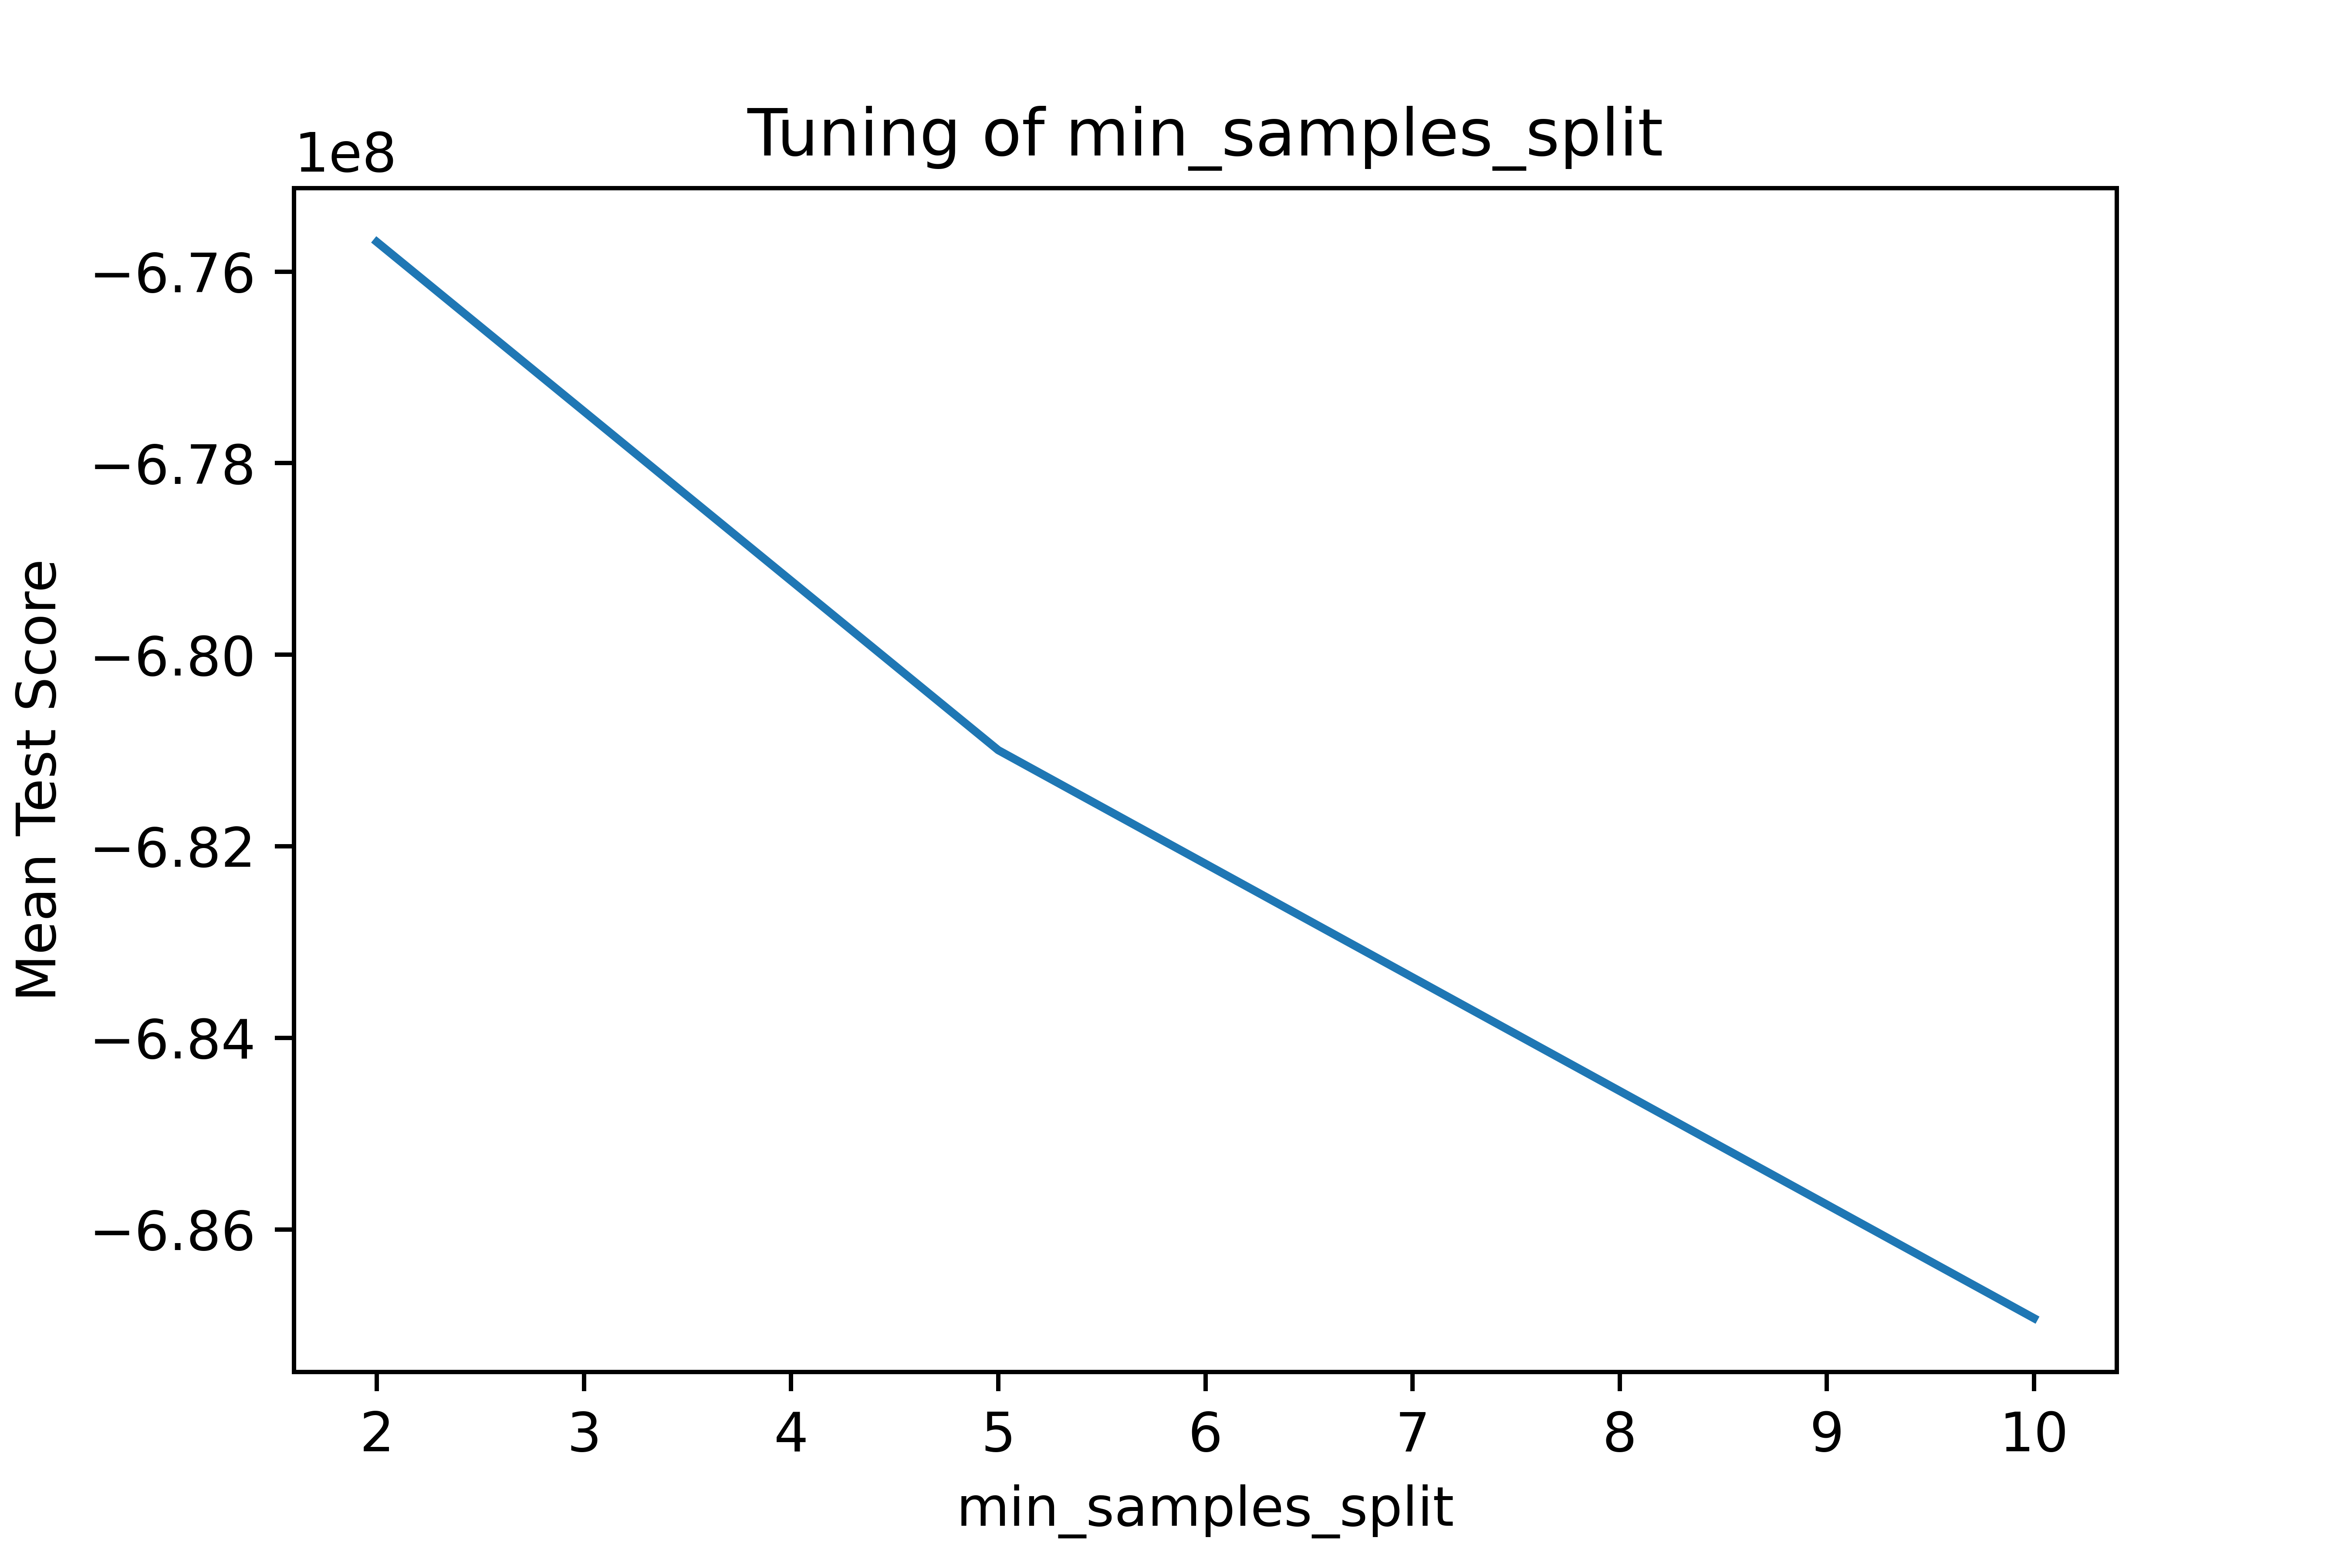 Tuning of min_samples_split
1e8
−6.76
−6.78
−6.80
−6.82
−6.84
−6.86
Mean Test Score
2 3 4 5 6 7 8 9 10
min_samples_split